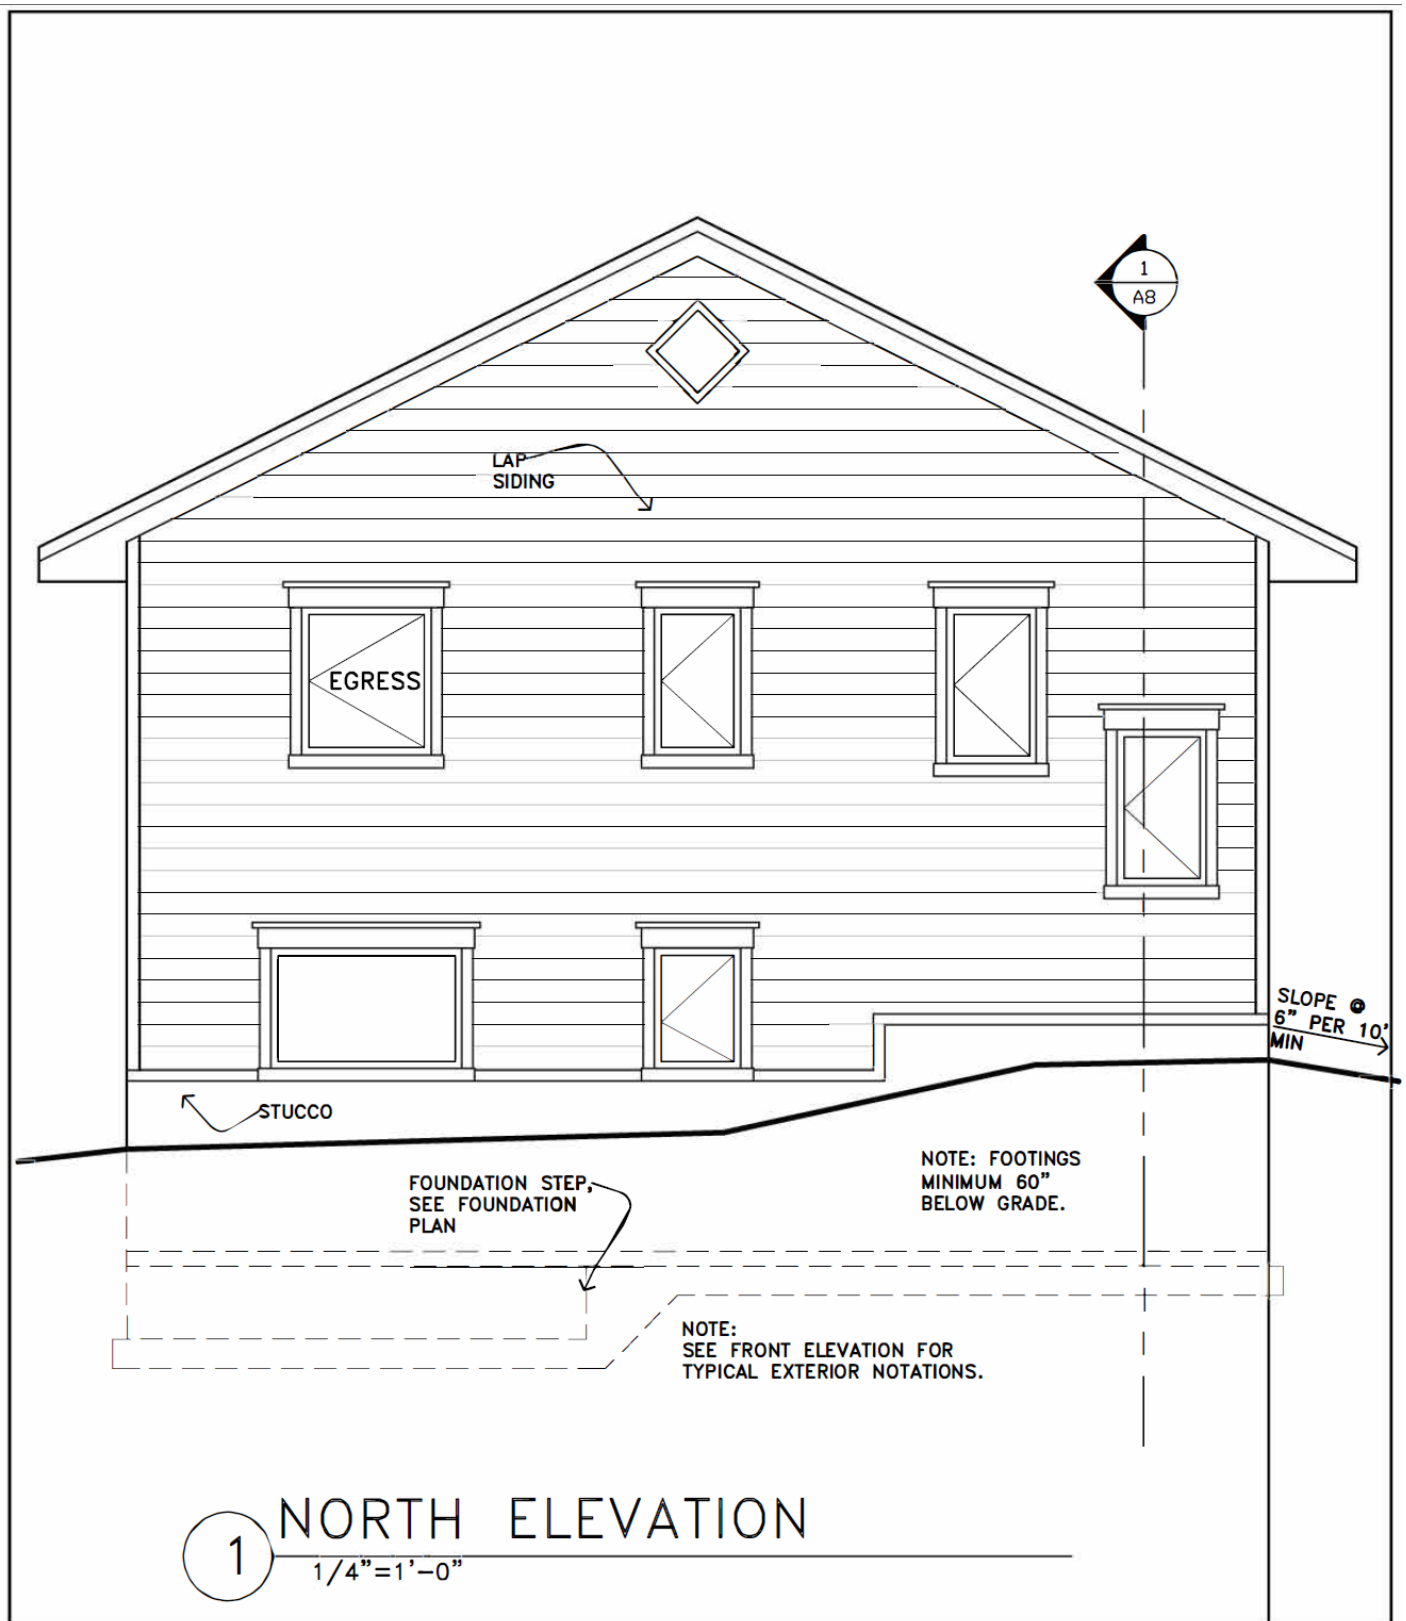 1
A8
LAP
SIDING
EGRESS
SLOPE @
6” PER 10’
MIN
STUCCO
NOTE: FOOTINGS
MINIMUM 60”
BELOW GRADE.
FOUNDATION STEP,
SEE FOUNDATION
PLAN
NOTE:
SEE FRONT ELEVATION FOR
TYPICAL EXTERIOR NOTATIONS.
1 NORTH ELEVATION
1/4”=1’-0”